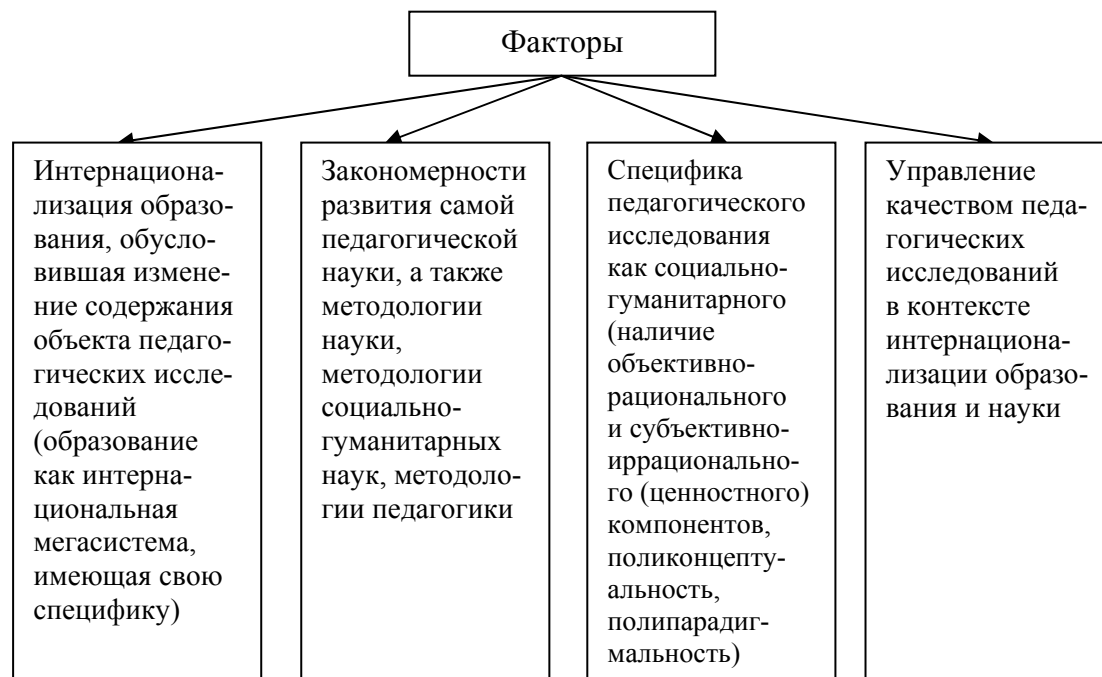 Факторы
Интернациона-
лизация образо-
вания, обусло-
вившая измене-
ние содержания
объекта педаго-
гических иссле-
дований
(образование
как интерна-
циональная
мегасистема,
имеющая свою
специфику)
Закономерности
развития самой
педагогической
науки, а также
методологии
науки,
методологии
социально-
гуманитарных
наук, методоло-
гии педагогики
Специфика
педагогического
исследования
как социально-
гуманитарного
(наличие
объективно-
рационального
и субъективно-
иррационально-
го (ценностного)
компонентов,
поликонцепту-
альность,
полипарадиг-
мальность)
Управление
качеством педа-
гогических
исследований
в контексте
интернациона-
лизации образо-
вания и науки